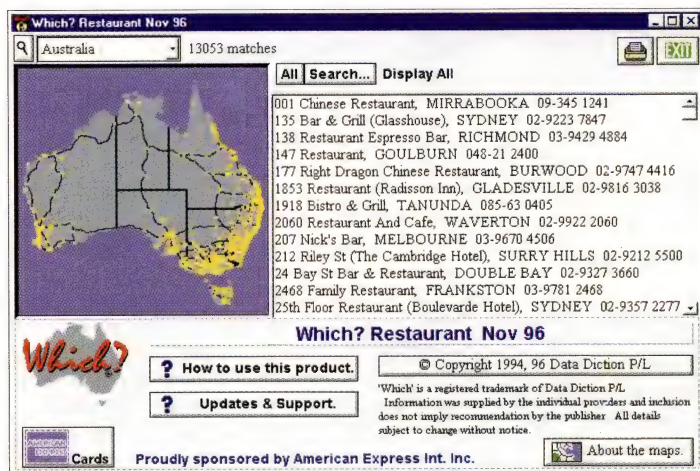 Which? Restaurant Nov 96
Australia
13053 matches
EXIT
All
Search...
Display All
001 Chinese Restaurant, MIRRABOOKA 09-345 1241
135 Bar & Grill (Glasshouse), SYDNEY 02-9223 7847
138 Restaurant Espresso Bar, RICHMOND 03-9429 4884
147 Restaurant, GOULBURN 048-21 2400
177 Right Dragon Chinese Restaurant, BURWOOD 02-9747 4416
1853 Restaurant (Radisson Inn), GLADESVILLE 02-9816 3038
1918 Bistro & Grill, TANUNDA 085-63 0405
2060 Restaurant And Cafe, WAVERTON 02-9922 2060
207 Nick's Bar, MELBOURNE 03-9670 4506
212 Riley St (The Cambridge Hotel), SURRY HILLS 02-9212 5500
24 Bay St Bar & Restaurant, DOUBLE BAY 02-9327 3660
2468 Family Restaurant, FRANKSTON 03-9781 2468
25th Floor Restaurant (Boulevarde Hotel), SYDNEY 02-9357 2277
Which? Restaurant Nov 96
Which?
? How to use this product.
© Copyright 1994, 96 Data Diction P/L
'Which' is a registered trademark of Data Diction P/L
Information was supplied by the individual providers and inclusion
does not imply recommendation by the publisher All details
subject to change without notice.
? Updates & Support.
AMERICAN EXPRESS
Cards
Proudly sponsored by American Express Int. Inc.
About the maps.